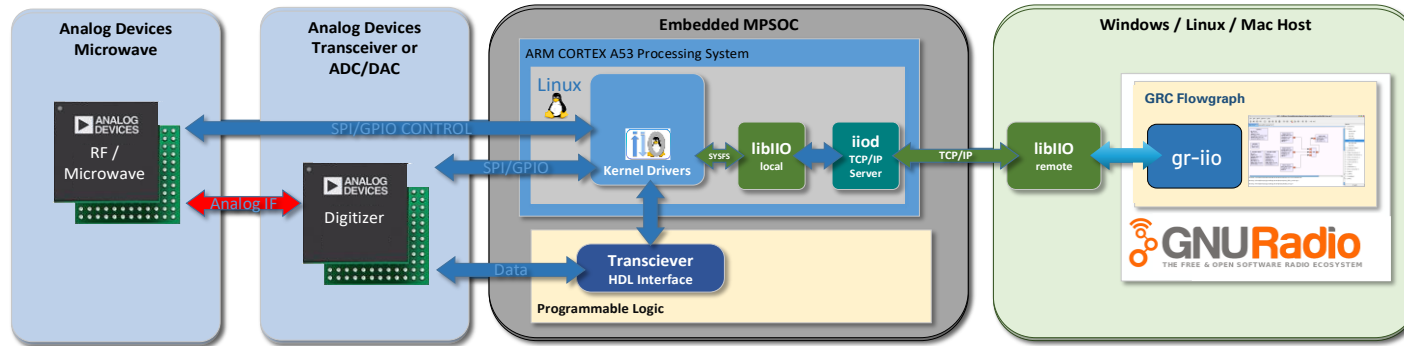 Analog Devices
Microwave
ANALOG
DEVICES
RF /
Microwave
Analog Devices
Transceiver or
ADC/DAC
SPI/GPIO CONTROL
SPI/GPIO
Analog IF
ANALOG
DEVICES
Digitizer
Data
Embedded MPSOC
ARM CORTEX A53 Processing System
Linux
Kernel Drivers
SYSFS
libIIO
local
iiod
TCP/IP
Server
Transciever
HDL Interface
Programmable Logic
TCP/IP
Windows / Linux / Mac Host
libIIO
remote
GRC Flowgraph
gr-iio
GNURadio
THE FREE & OPEN SOFTWARE RADIO ECOSYSTEM